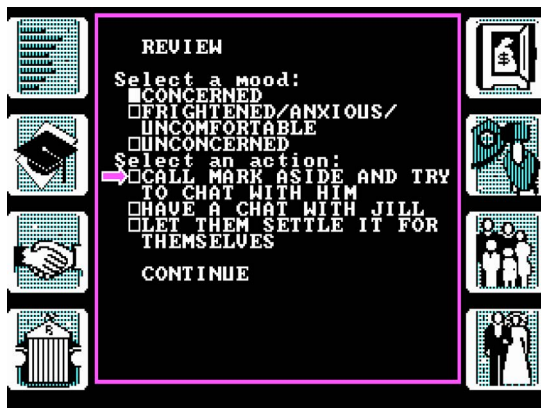 REVIEW
Select a mood:
CONCERNED
FRIGHTENED/ANXIOUS/
UNCOMFORTABLE
UNCONCERNED
Select an action:
CALL MARK ASIDE AND TRY
TO CHAT WITH HIM
HAVE A CHAT WITH JILL
LET THEM SETTLE IT FOR
THEMSELVES
CONTINUE
$
R